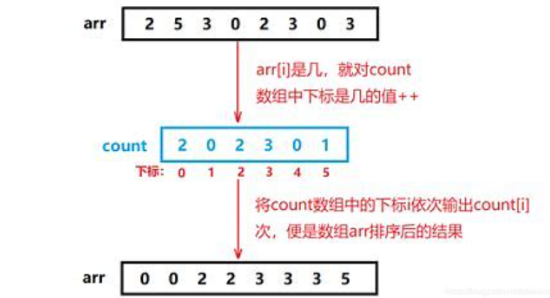 arr 2 5 3 0 2 3 0 3
arr[i]是几，就对count
数组中下标是几的值++
count 2 0 2 3 0 1
下标: 0 1 2 3 4 5
将count数组中的下标i依次输出count[i]
次，便是数组arr排序后的结果
arr 0 0 2 2 3 3 3 5